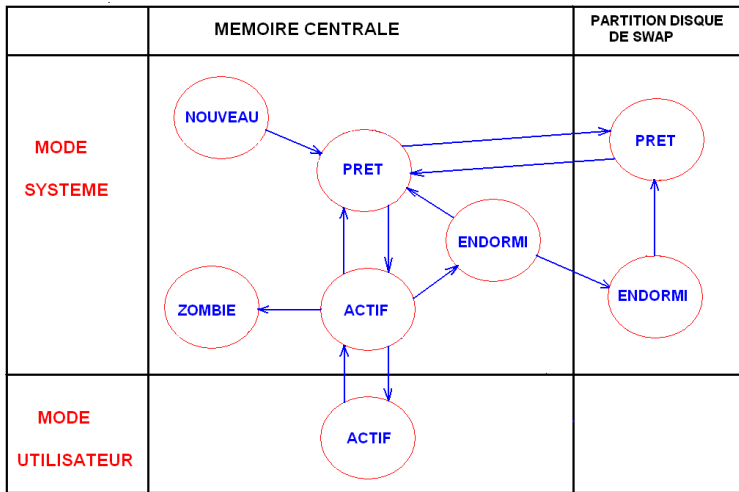 MEMOIRE CENTRALE
PARTITION DISQUE
DE SWAP
MODE
SYSTEME
NOUVEAU
PRET
PRET
ENDORMI
ZOMBIE
ACTIF
ENDORMI
MODE
UTILISATEUR
ACTIF